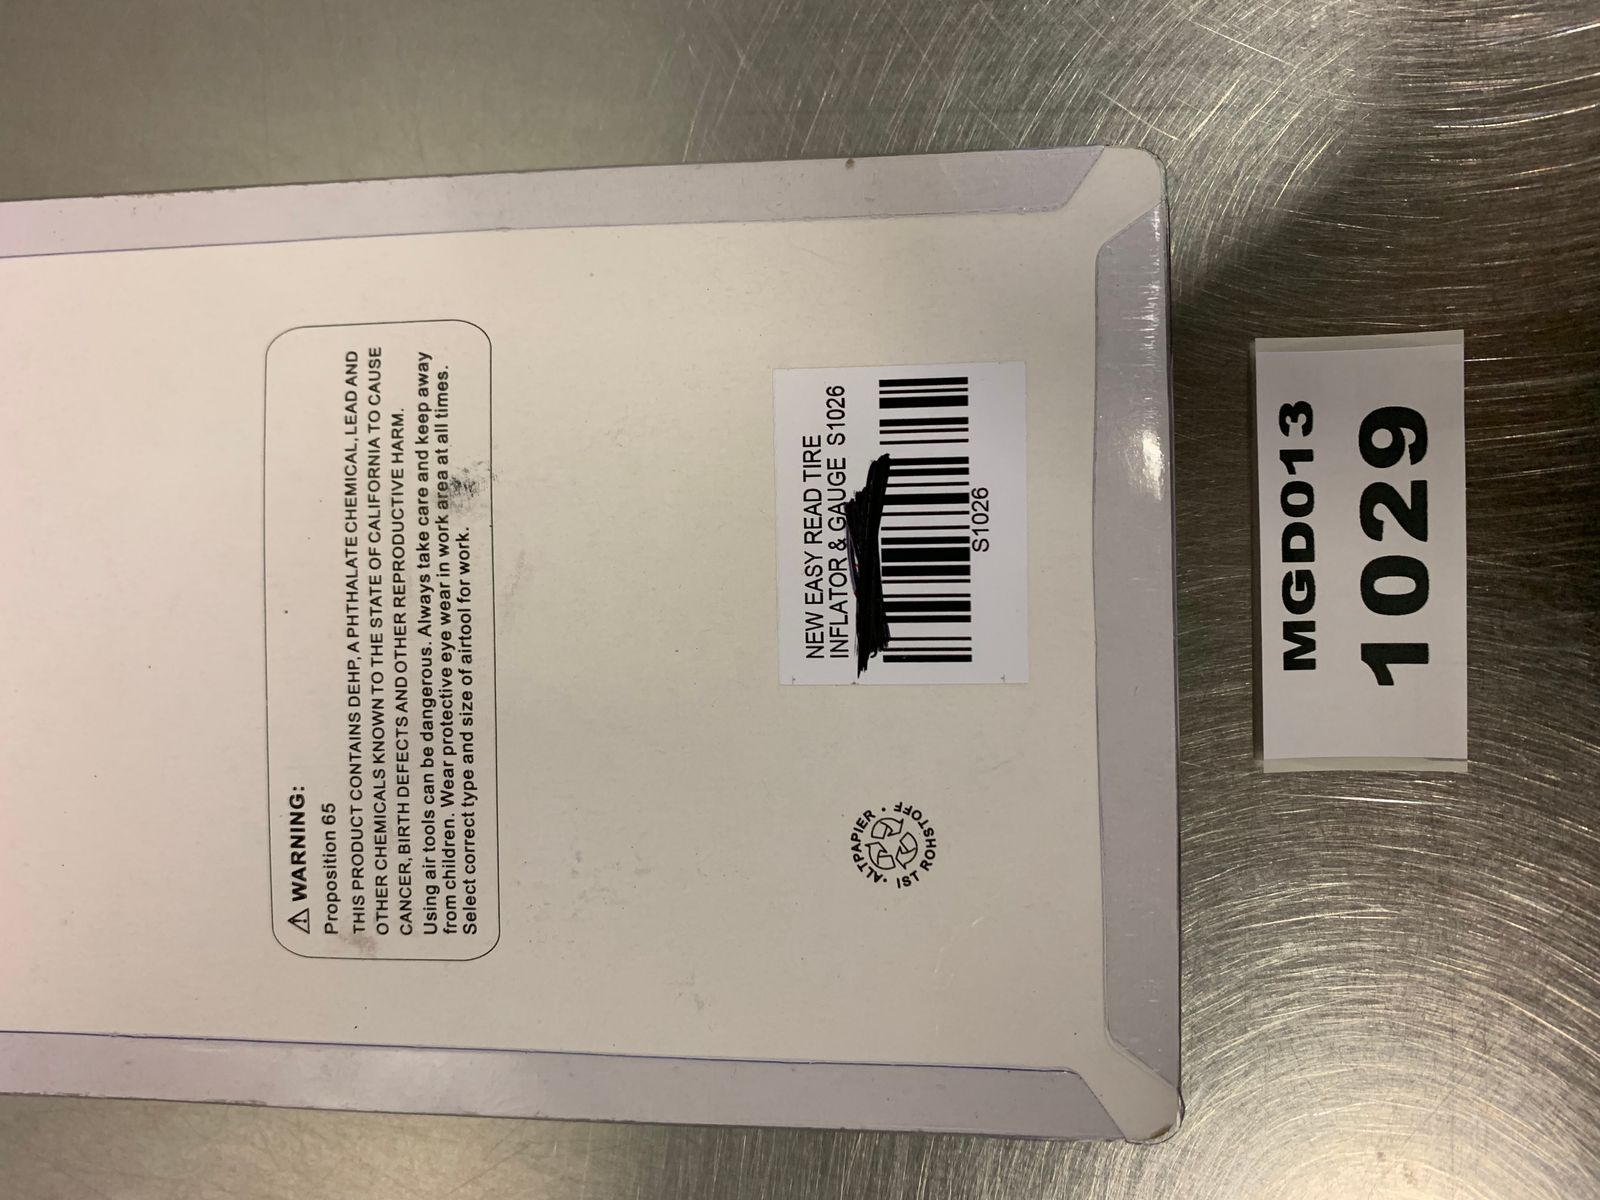 ⚠ WARNING:
Proposition 65
THIS PRODUCT CONTAINS DEHP, A PHTHALATE CHEMICAL, LEAD AND
OTHER CHEMICALS KNOWN TO THE STATE OF CALIFORNIA TO CAUSE
CANCER, BIRTH DEFECTS AND OTHER REPRODUCTIVE HARM.
Using air tools can be dangerous. Always take care and keep away
from children. Wear protective eye wear in work area at all times.
Select correct type and size of airtool for work.
NEW EASY READ TIRE
INFLATOR & GAUGE S1026
S1026
· ALTPAPIER ·
IST ROHSTOFF
MGD013
1029